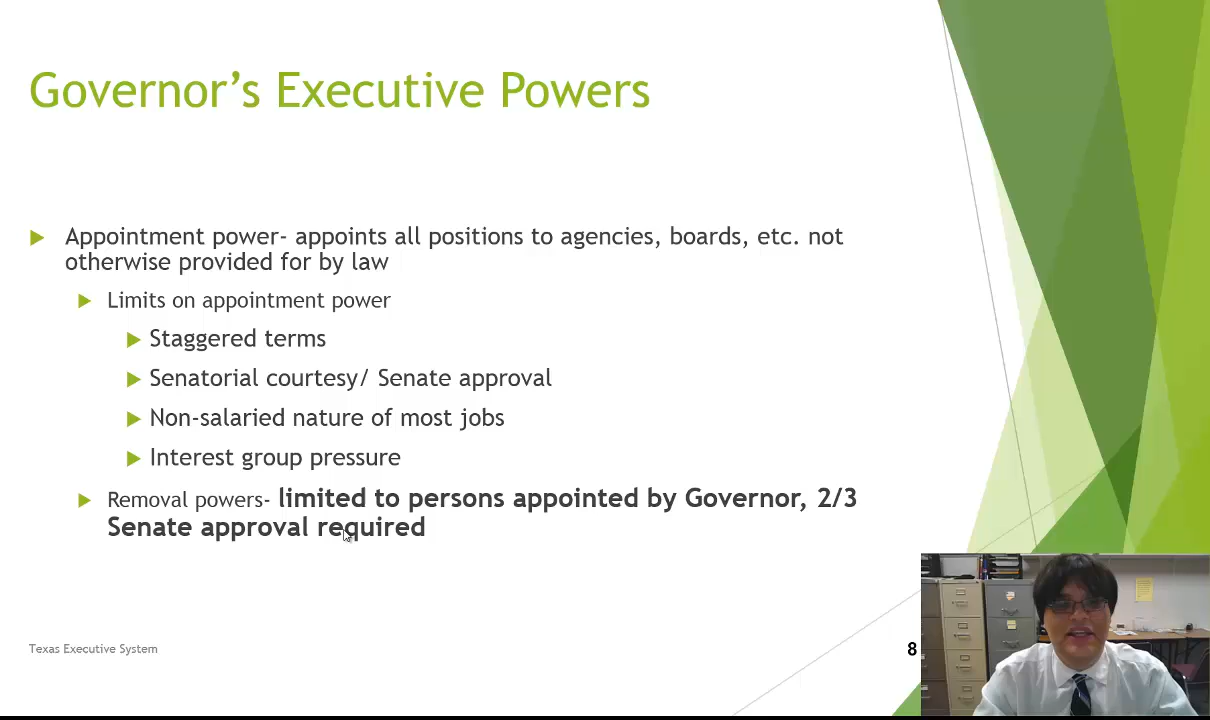 Governor's Executive Powers
Appointment power- appoints all positions to agencies, boards, etc. not
otherwise provided for by law
Limits on appointment power
Staggered terms
Senatorial courtesy/ Senate approval
Non-salaried nature of most jobs
Interest group pressure
Removal powers- limited to persons appointed by Governor, 2/3
Senate approval required
Texas Executive System
8